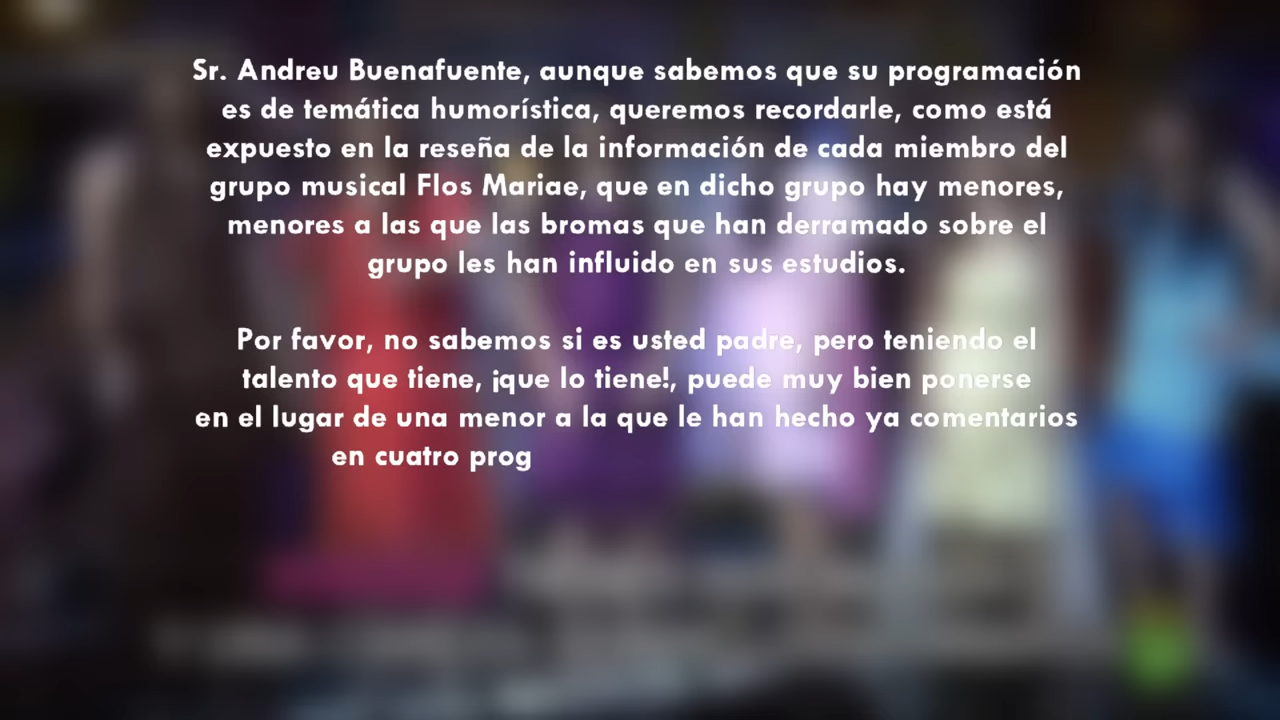 Sr. Andreu Buenafuente, aunque sabemos que su programación
es de temática humorística, queremos recordarle, como está
expuesto en la reseña de la información de cada miembro del
grupo musical Flos Mariae, que en dicho grupo hay menores,
menores a las que las bromas que han derramado sobre el
grupo les han influido en sus estudios.
Por favor, no sabemos si es usted padre, pero teniendo el
talento que tiene, ¡que lo tiene!, puede muy bien ponerse
en el lugar de una menor a la que le han hecho ya comentarios
en cuatro prog